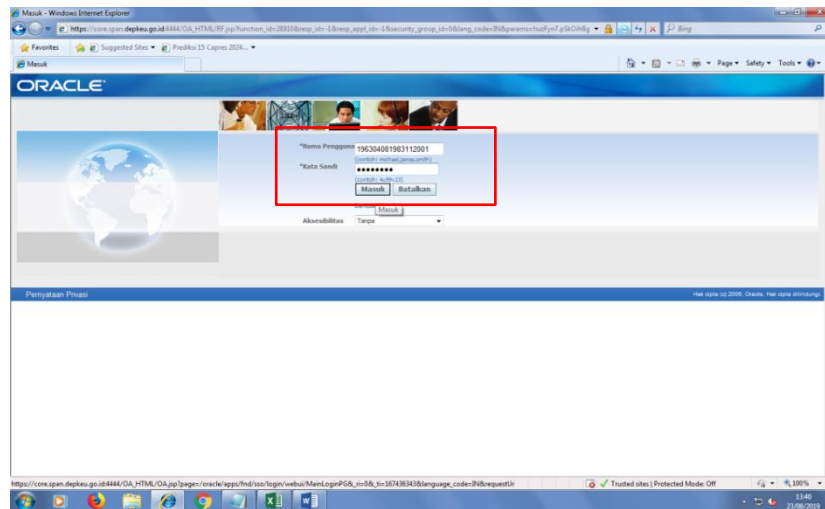 Masuk - Windows Internet Explorer
https://core.span.depkeu.go.id:4444/OA_HTML/RF.jsp?function_id=28910&resp_id=-1&resp_appl_id=-1&security_group_id=0&lang_code=IN&params=
Bing
Favorites Suggested Sites Prediksi 15 Capres 2024...
Masuk
Page Safety Tools
ORACLE
*Nama Pengguna 196304081983112001
(contoh: michael.james.smith)
*Kata Sandi ••••••••
(contoh: 4u99v23)
Masuk Batalkan
Masuk
Aksesibilitas Tanpa
Pernyataan Privasi
Hak cipta (c) 2006, Oracle. Hak cipta dilindungi.
https://core.span.depkeu.go.id:4444/OA_HTML/OA.jsp?page=/oracle/apps/fnd/sso/login/webui/MainLoginPG&_ri=0&_ti=167436343&language_code=IN&requestUr
Trusted sites | Protected Mode: Off
100%
13:40
23/08/2019